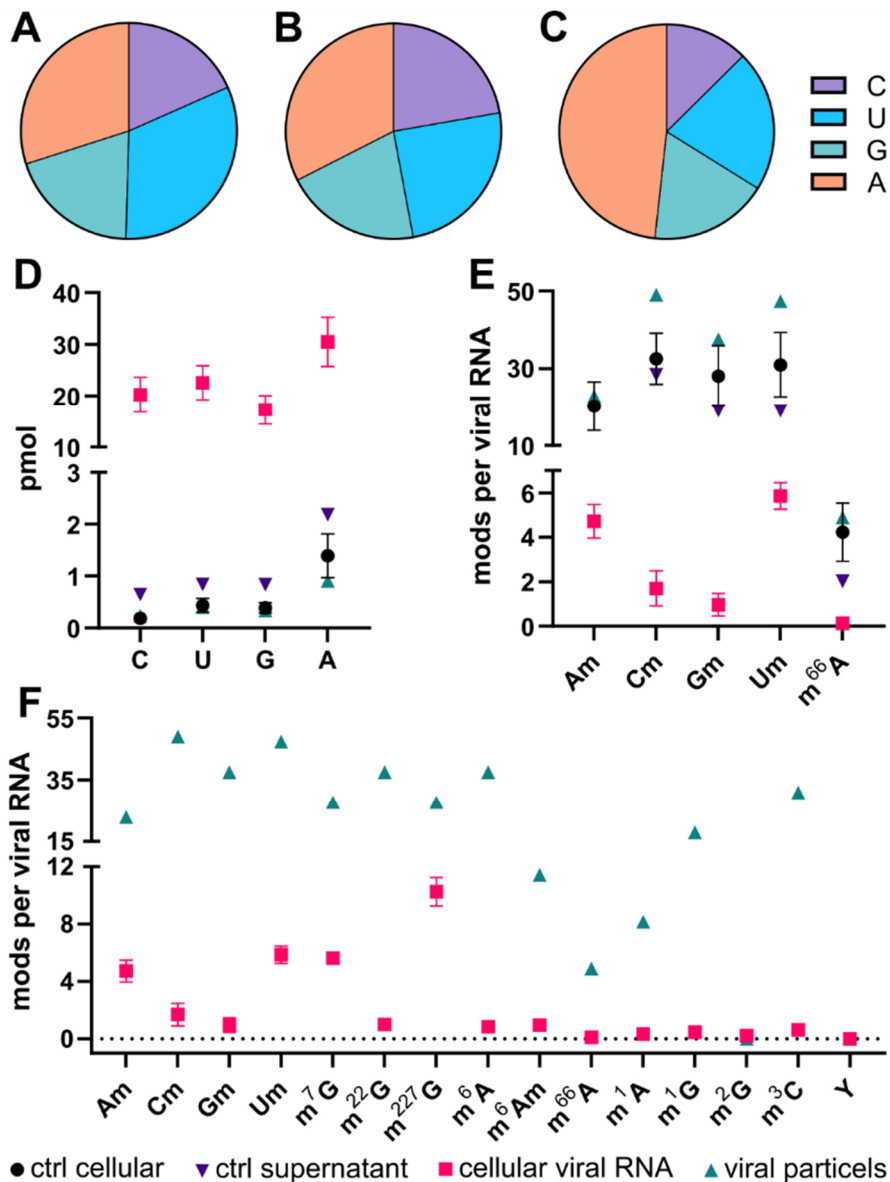 A
B
C
C
U
G
A
D
E
40
30
20
10
3
2
1
0
pmol
C U G A
50
30
10
6
4
2
0
mods per viral RNA
Am Cm Gm Um m⁶⁶A
F
55
35
15
12
8
4
0
mods per viral RNA
Am Cm Gm Um m⁷G m²²G m²²⁷G m⁶A m⁶Am m⁶⁶A m¹A m¹G m²G m³C Y
ctrl cellular ctrl supernatant cellular viral RNA viral particels